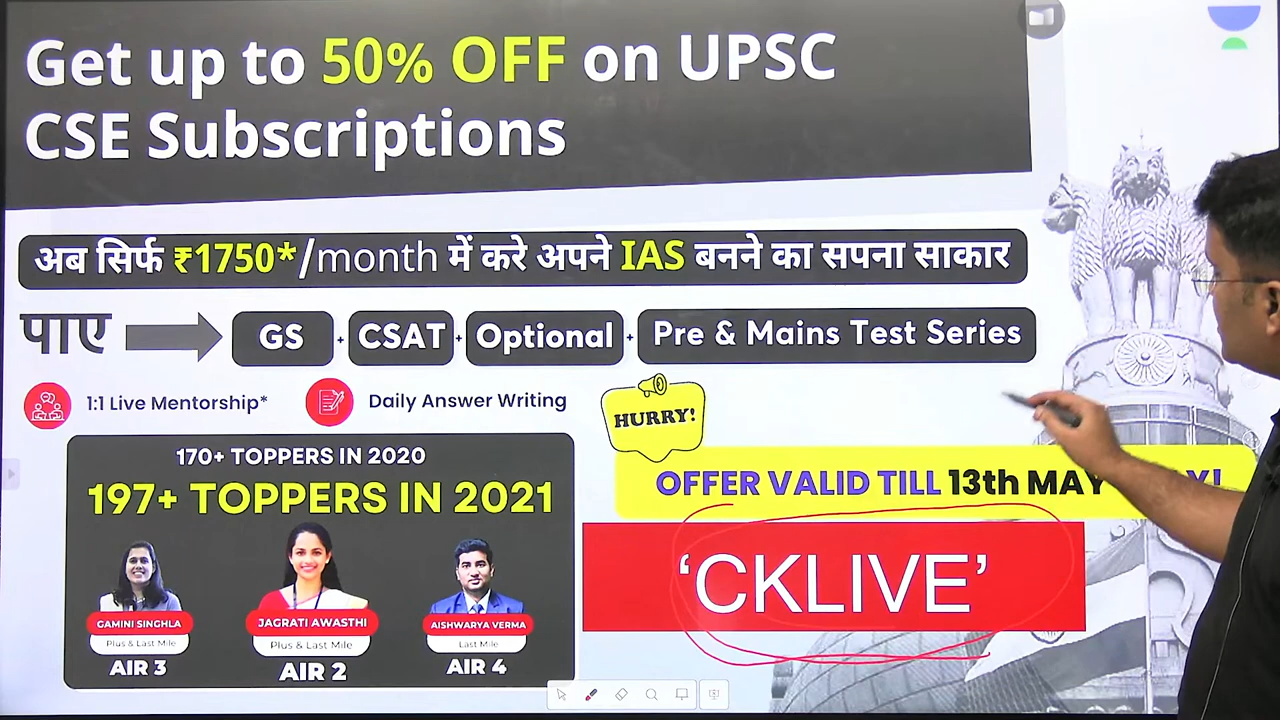 Get up to 50% OFF on UPSC
CSE Subscriptions
अब सिर्फ ₹1750*/month में करे अपने IAS बनने का सपना साकार
पाए GS + CSAT + Optional + Pre & Mains Test Series
1:1 Live Mentorship*
Daily Answer Writing
HURRY!
170+ TOPPERS IN 2020
197+ TOPPERS IN 2021
OFFER VALID TILL 13th MAY
'CKLIVE'
GAMINI SINGHLA
Plus & Last Mile
AIR 3
JAGRATI AWASTHI
Plus & Last Mile
AIR 2
AISHWARYA VERMA
Last Mile
AIR 4